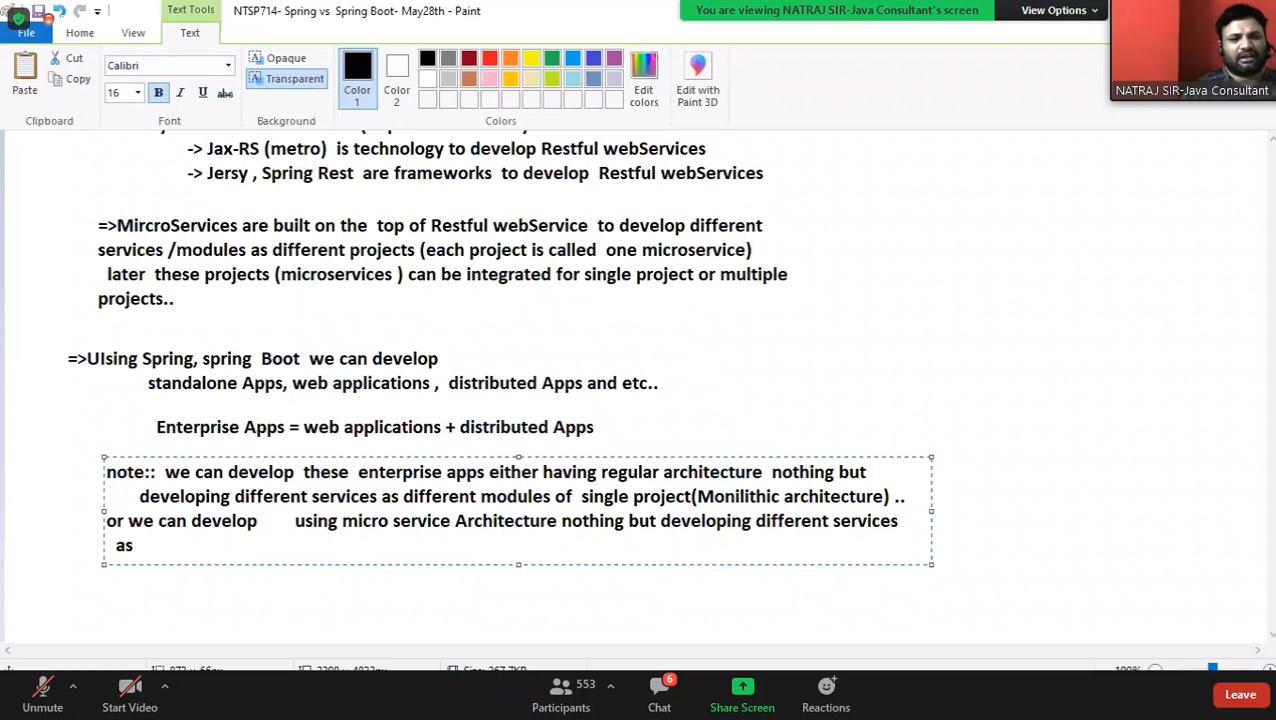 NTSP714- Spring vs Spring Boot- May28th - Paint
Text Tools
You are viewing NATRAJ SIR-Java Consultant's screen
View Options
File
Home
View
Text
Paste
Cut
Copy
Clipboard
Calibri
16
B
I
U
abc
Font
Opaque
Transparent
Background
Color
1
Color
2
Edit
colors
Colors
Edit with
Paint 3D
NATRAJ SIR-Java Consultant
-> Jax-RS (metro) is technology to develop Restful webServices
-> Jersy , Spring Rest are frameworks to develop Restful webServices
=>MircroServices are built on the top of Restful webService to develop different
services /modules as different projects (each project is called one microservice)
later these projects (microservices ) can be integrated for single project or multiple
projects..
=>UIsing Spring, spring Boot we can develop
standalone Apps, web applications , distributed Apps and etc..
Enterprise Apps = web applications + distributed Apps
note:: we can develop these enterprise apps either having regular architecture nothing but
developing different services as different modules of single project(Monilithic architecture) ..
or we can develop using micro service Architecture nothing but developing different services
as
Unmute
Start Video
553
Participants
6
Chat
Share Screen
Reactions
Leave